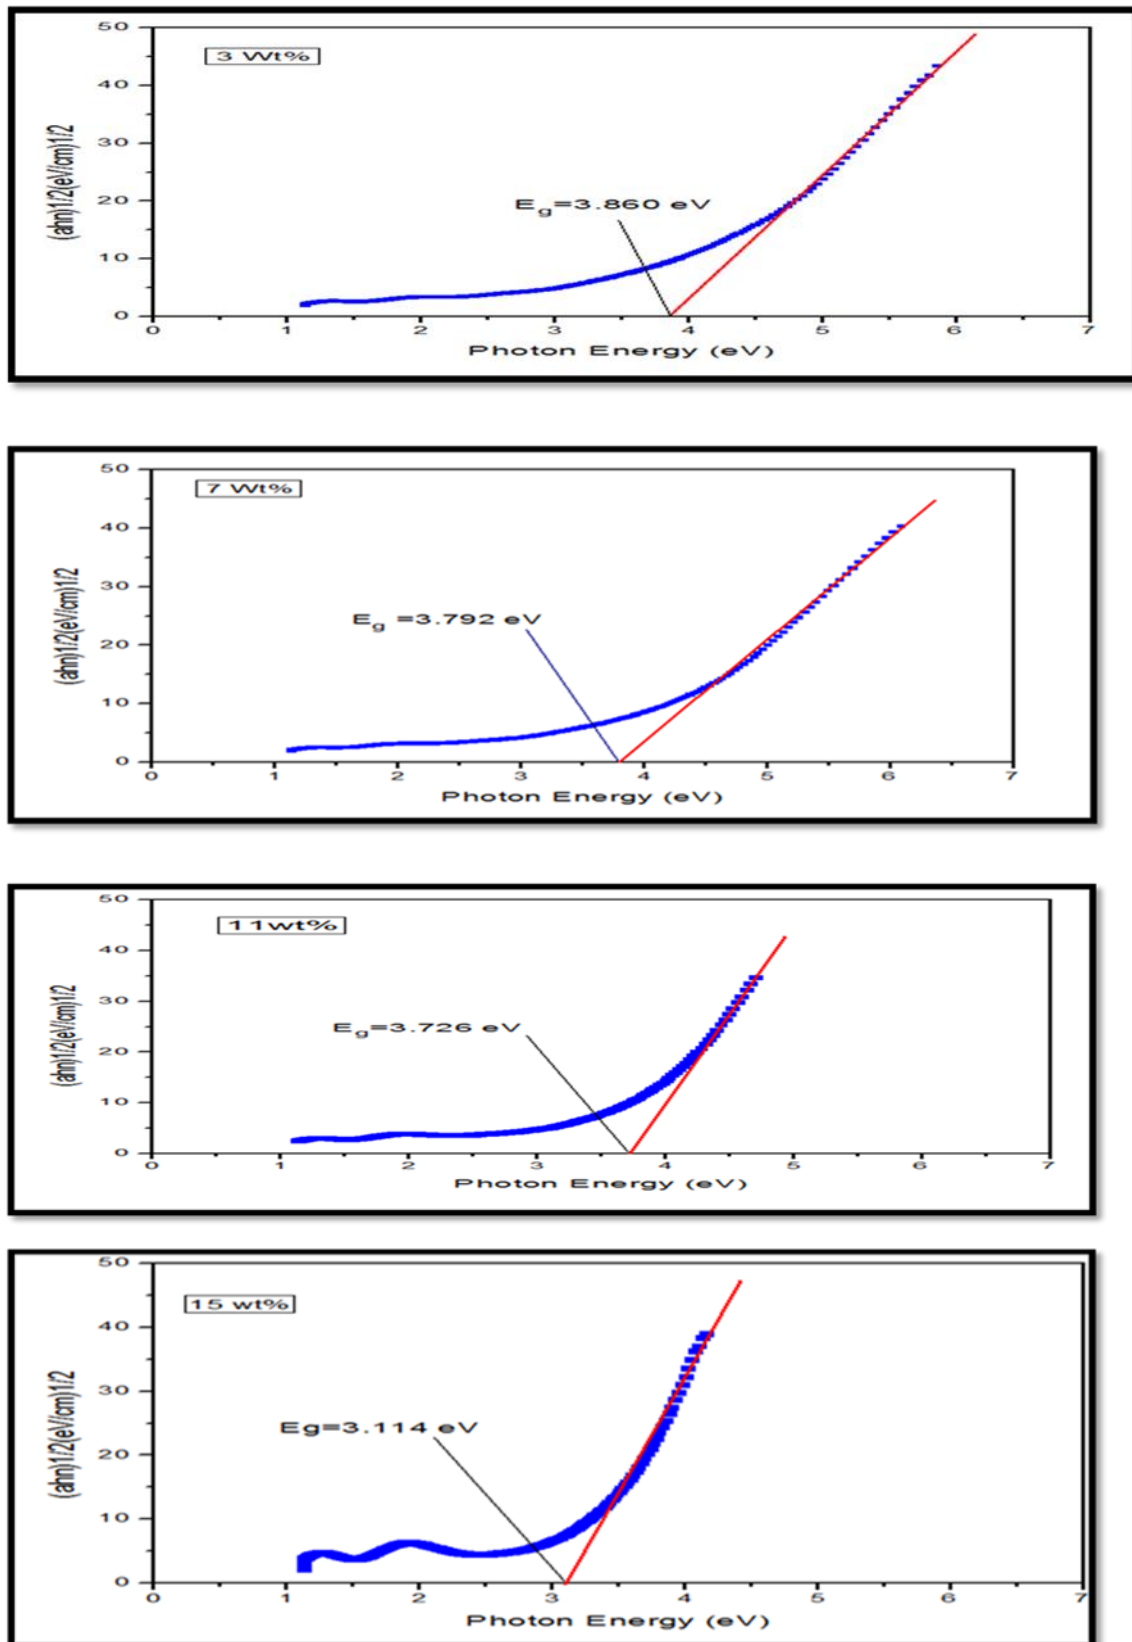 50
3 Wt%
40
30
(ahn)1/2(eV/cm)1/2
20
Eg=3.860 eV
10
0
0 1 2 3 4 5 6 7
Photon Energy (eV)
50
7 Wt%
40
30
(ahn)1/2(eV/cm)1/2
Eg =3.792 eV
20
10
0
0 1 2 3 4 5 6 7
Photon Energy (eV)
50
11wt%
40
30
(ahn)1/2(eV/cm)1/2
Eg=3.726 eV
20
10
0
0 1 2 3 4 5 6 7
Photon Energy (eV)
50
15 wt%
40
30
(ahn)1/2(eV/cm)1/2
Eg=3.114 eV
20
10
0
0 1 2 3 4 5 6 7
Photon Energy (eV)